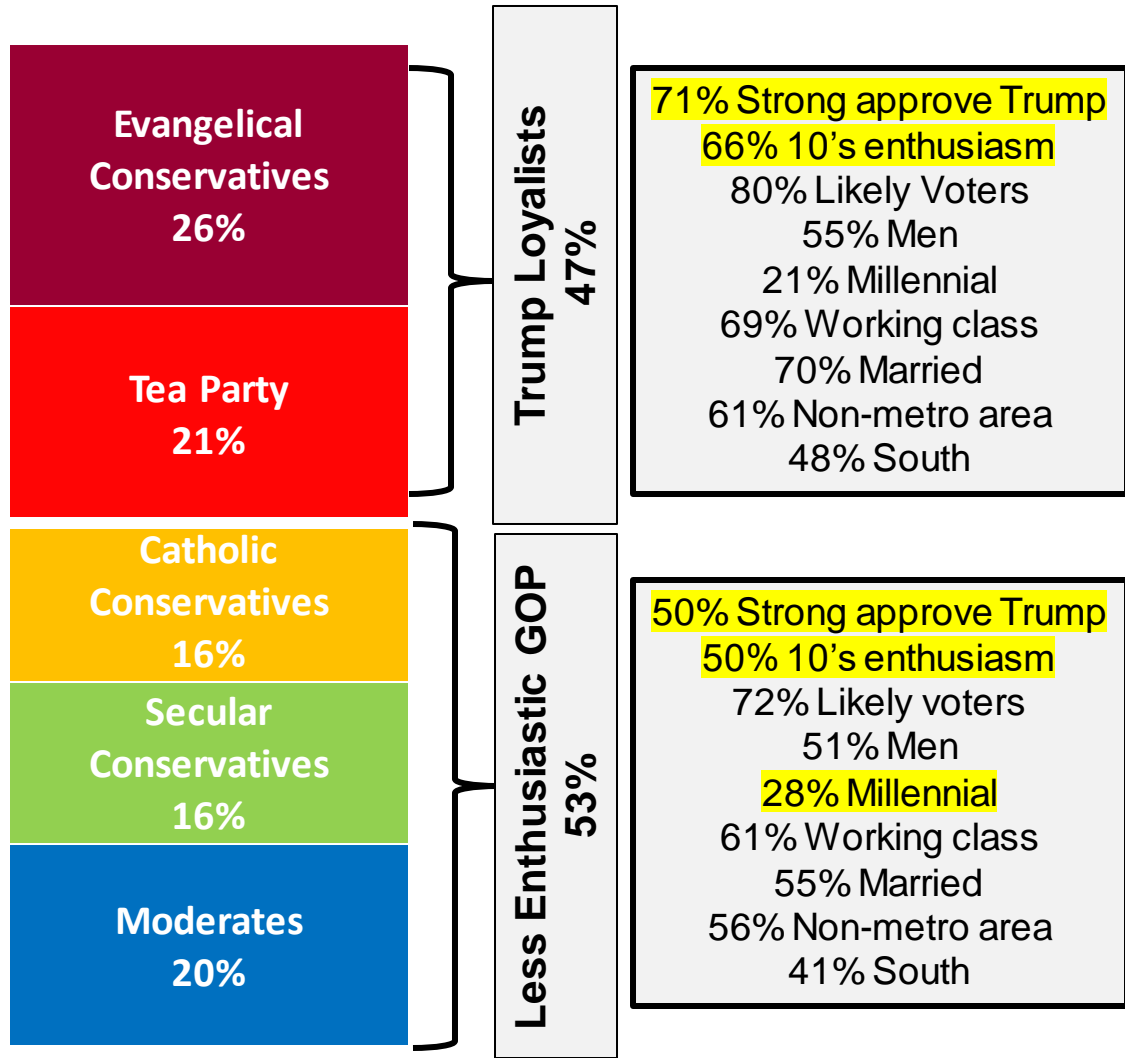 Evangelical
Conservatives
26%
Tea Party
21%
Catholic
Conservatives
16%
Secular
Conservatives
16%
Moderates
20%
Trump Loyalists
47%
Less Enthusiastic GOP
53%
71% Strong approve Trump
66% 10’s enthusiasm
80% Likely Voters
55% Men
21% Millennial
69% Working class
70% Married
61% Non-metro area
48% South
50% Strong approve Trump
50% 10’s enthusiasm
72% Likely voters
51% Men
28% Millennial
61% Working class
55% Married
56% Non-metro area
41% South